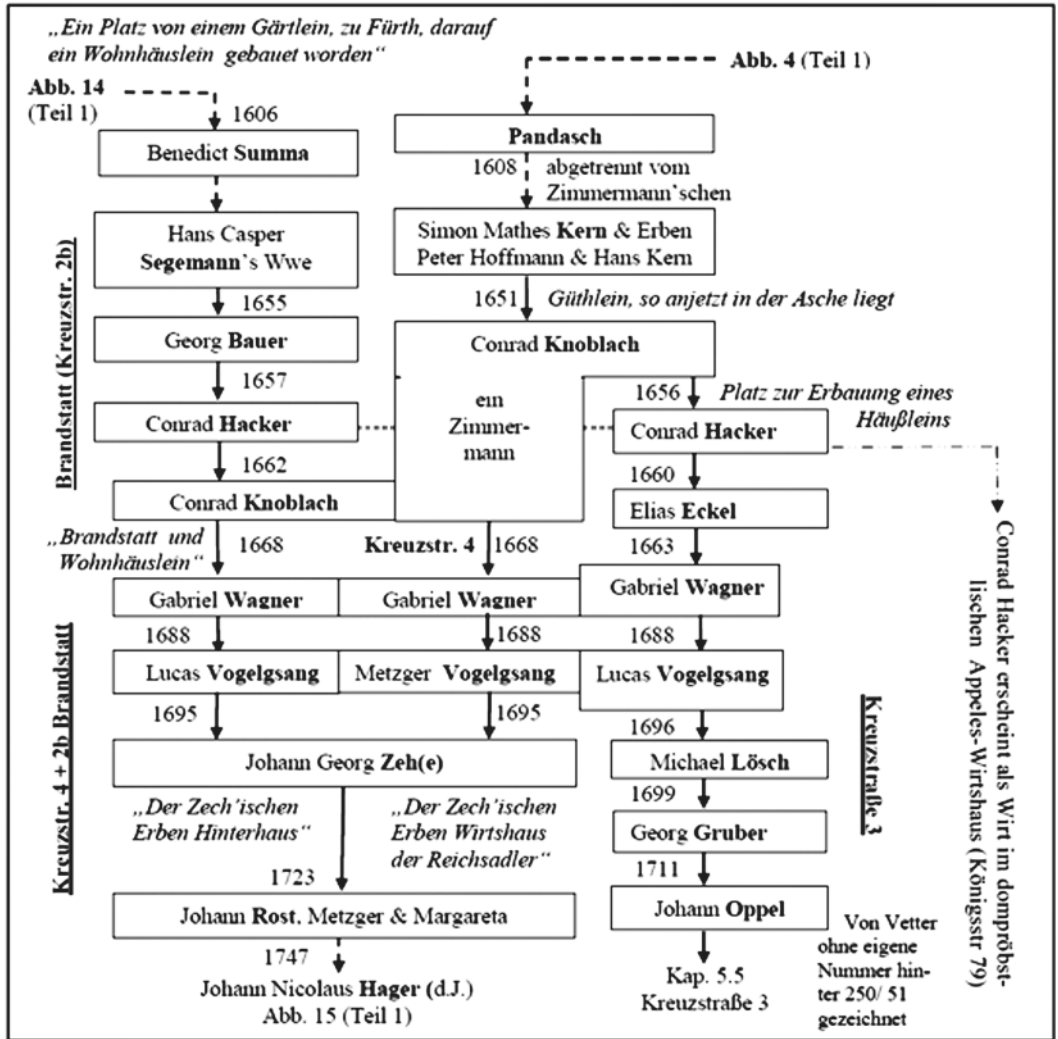 „Ein Platz von einem Gärtlein, zu Fürth, darauf
ein Wohnhäuslein gebauet worden“
Abb. 14
(Teil 1)
1606
Benedict Summa
Hans Casper
Segemann's Wwe
1655
Georg Bauer
1657
Conrad Hacker
1662
Conrad Knoblach
Brandstatt (Kreuzstr. 2b)
Abb. 4 (Teil 1)
Pandasch
1608
abgetrennt vom
Zimmermann'schen
Simon Mathes Kern & Erben
Peter Hoffmann & Hans Kern
1651
Güthlein, so anjetzt in der Asche liegt
Conrad Knoblach
ein
Zimmer-
mann
1656
Platz zur Erbauung eines
Häußleins
Conrad Hacker
1660
Elias Eckel
1663
Gabriel Wagner
1688
Lucas Vogelgsang
1696
Michael Lösch
1699
Georg Gruber
1711
Johann Oppel
Kap. 5.5
Kreuzstraße 3
Kreuzstraße 3
Von Vetter
ohne eigene
Nummer hin-
ter 250/ 51
gezeichnet
Conrad Hacker erscheint als Wirt im dompröbst-
lischen Appeles-Wirtshaus (Königsstr 79)
„Brandstatt und
Wohnhäuslein“
1668
Kreuzstr. 4
1668
Gabriel Wagner
Gabriel Wagner
1688
1688
Lucas Vogelgsang
Metzger Vogelgsang
1695
1695
Johann Georg Zeh(e)
„Der Zech'ischen
Erben Hinterhaus“
„Der Zech'ischen
Erben Wirtshaus
der Reichsadler“
1723
Johann Rost, Metzger & Margareta
1747
Johann Nicolaus Hager (d.J.)
Abb. 15 (Teil 1)
Kreuzstr. 4 + 2b Brandstatt